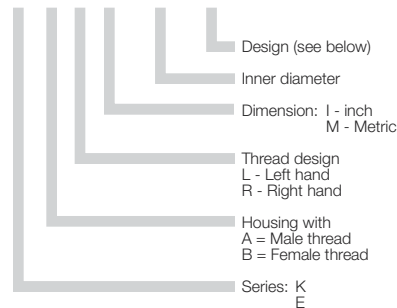 Design (see below)
Inner diameter
Dimension: I - inch
M - Metric
Thread design
L - Left hand
R - Right hand
Housing with
A = Male thread
B = Female thread
Series: K
E